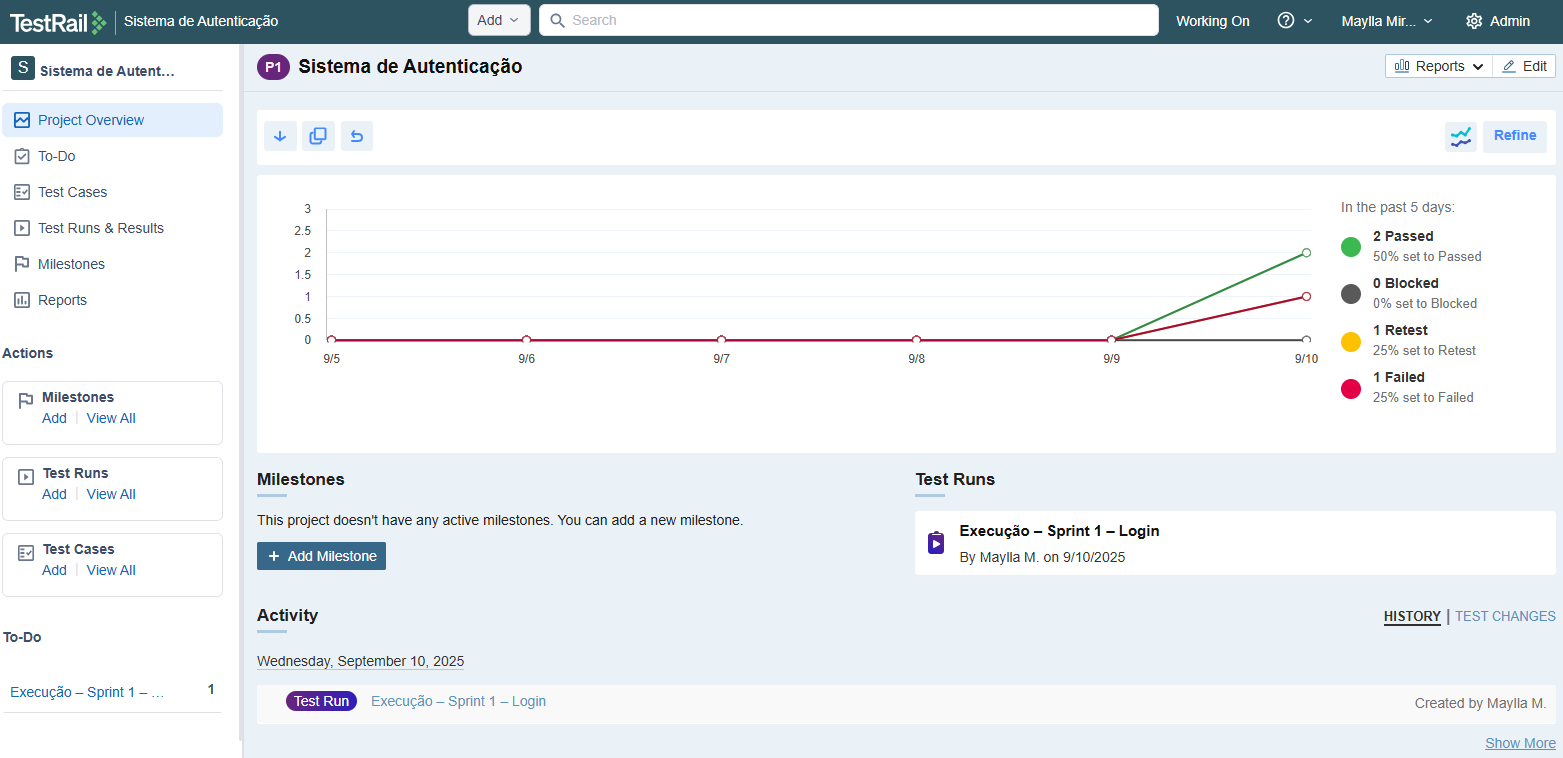 TestRail
Sistema de Autenticação
Add
Search
Working On
Maylla Mir...
Admin
S
Sistema de Autent...
Project Overview
To-Do
Test Cases
Test Runs & Results
Milestones
Reports
Actions
Milestones
Add | View All
Test Runs
Add | View All
Test Cases
Add | View All
To-Do
Execução – Sprint 1 – ...
1
P1
Sistema de Autenticação
Reports
Edit
Refine
3
2.5
2
1.5
1
0.5
0
9/5
9/6
9/7
9/8
9/9
9/10
In the past 5 days:
2 Passed
50% set to Passed
0 Blocked
0% set to Blocked
1 Retest
25% set to Retest
1 Failed
25% set to Failed
Milestones
This project doesn't have any active milestones. You can add a new milestone.
+ Add Milestone
Test Runs
Execução – Sprint 1 – Login
By Maylla M. on 9/10/2025
Activity
HISTORY | TEST CHANGES
Wednesday, September 10, 2025
Test Run
Execução – Sprint 1 – Login
Created by Maylla M.
Show More